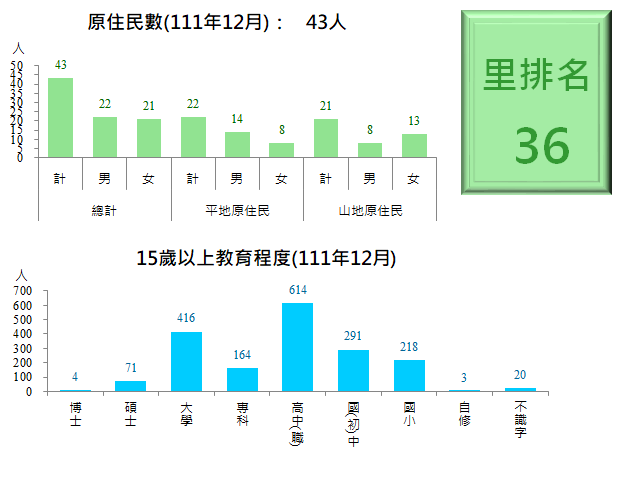 原住民數(111年12月)： 43人
里排名
36
人
50
45
40
35
30
25
20
15
10
5
0
43 22 21 22 14 8 21 8 13
計 男 女 計 男 女 計 男 女
總計 平地原住民 山地原住民
15歲以上教育程度(111年12月)
人
700
600
500
400
300
200
100
0
4 71 416 164 614 291 218 3 20
博士 碩士 大學 專科 高中(職) 國(初)中 國小 自修 不識字